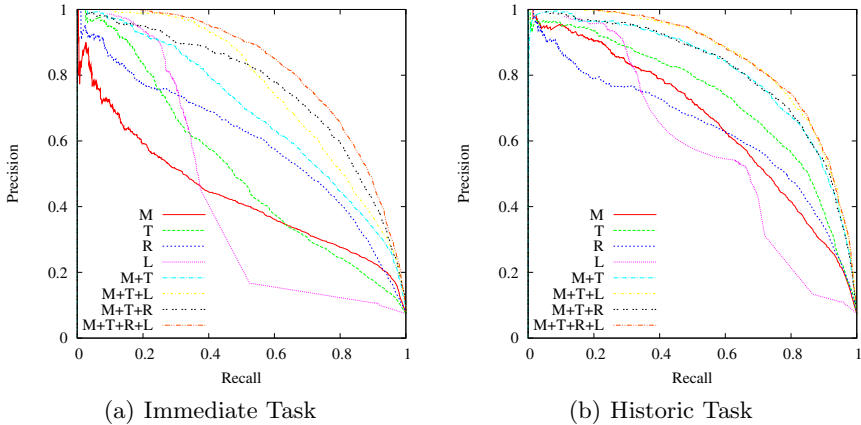 1
0.8
0.6
0.4
0.2
0
0 0.2 0.4 0.6 0.8 1
Precision
Recall
M
T
R
L
M+T
M+T+L
M+T+R
M+T+R+L
(a) Immediate Task
1
0.8
0.6
0.4
0.2
0
0 0.2 0.4 0.6 0.8 1
Precision
Recall
M
T
R
L
M+T
M+T+L
M+T+R
M+T+R+L
(b) Historic Task